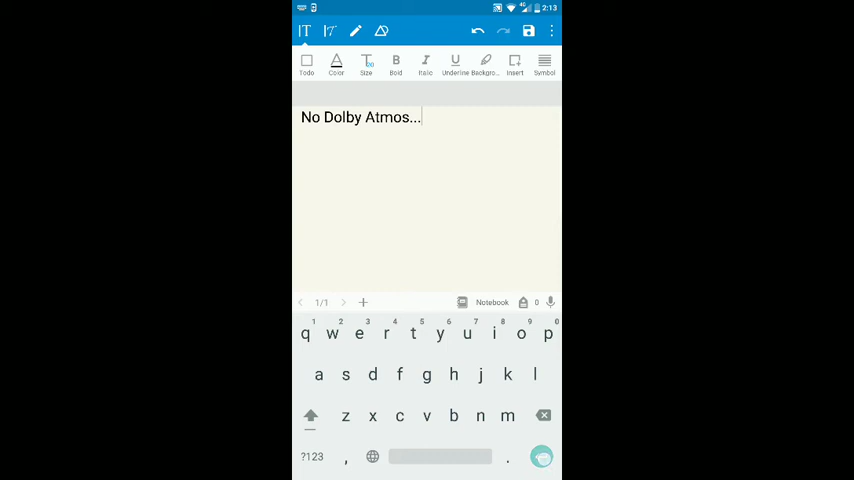 2:13
Todo Color Size Bold Italic Underline Backgro... Insert Symbol
No Dolby Atmos...
1/1 Notebook 0
1 2 3 4 5 6 7 8 9 0
q w e r t y u i o p
a s d f g h j k l
z x c v b n m
?123 , .